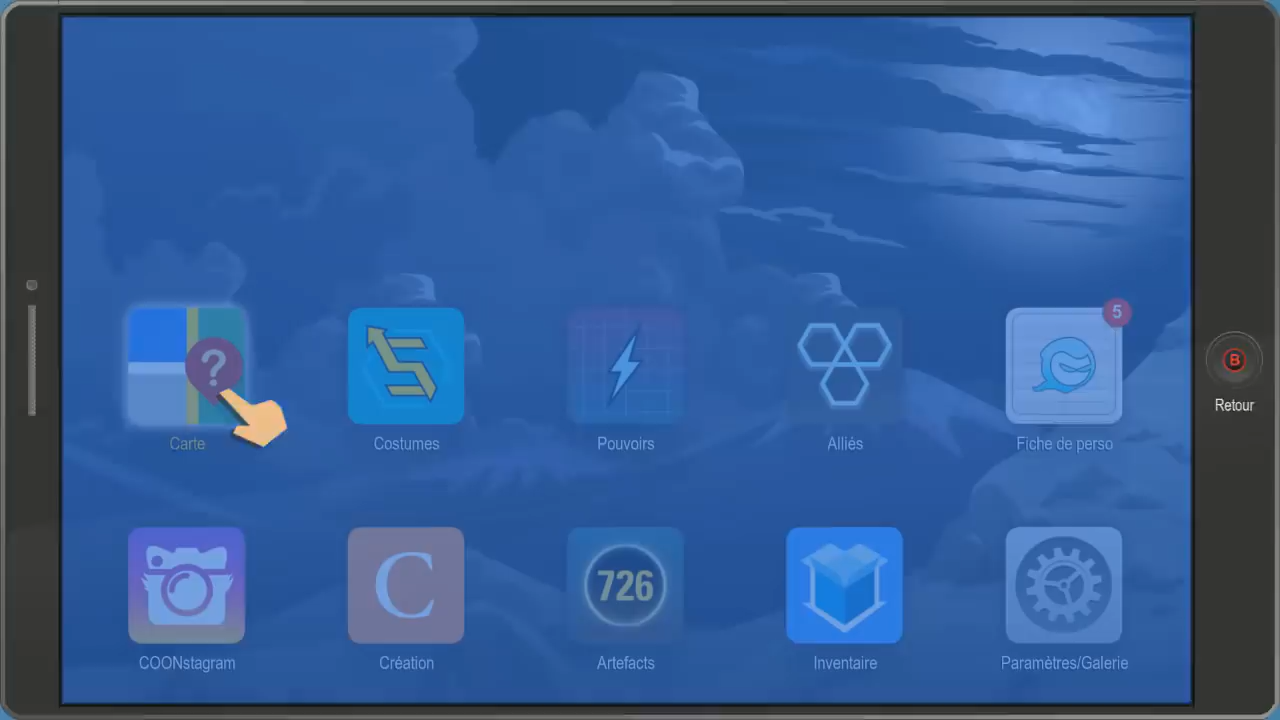 ?
5
Carte
Costumes
Pouvoirs
Alliés
Fiche de perso
B
Retour
C
726
COONstagram
Création
Artefacts
Inventaire
Paramètres/Galerie